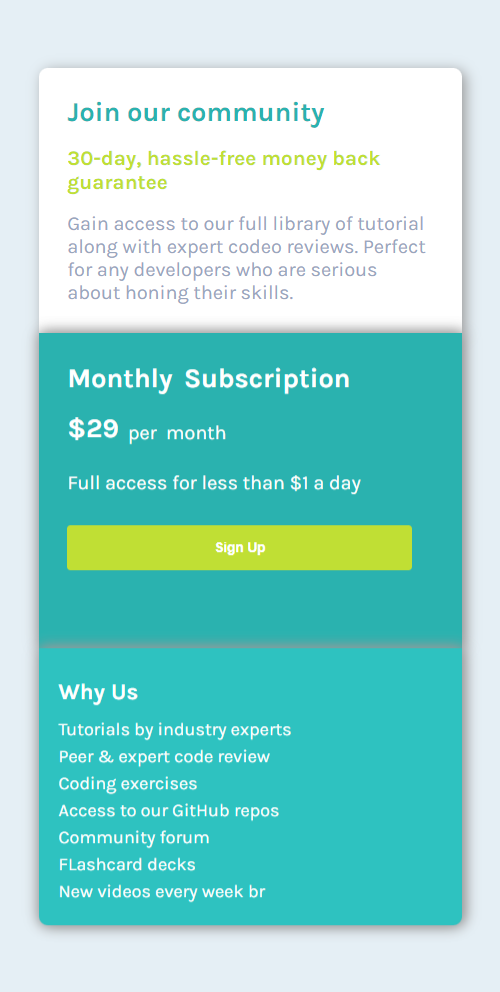 Join our community
30-day, hassle-free money back
guarantee
Gain access to our full library of tutorial
along with expert codeo reviews. Perfect
for any developers who are serious
about honing their skills.
Monthly Subscription
$29 per month
Full access for less than $1 a day
Sign Up
Why Us
Tutorials by industry experts
Peer & expert code review
Coding exercises
Access to our GitHub repos
Community forum
FLashcard decks
New videos every week br